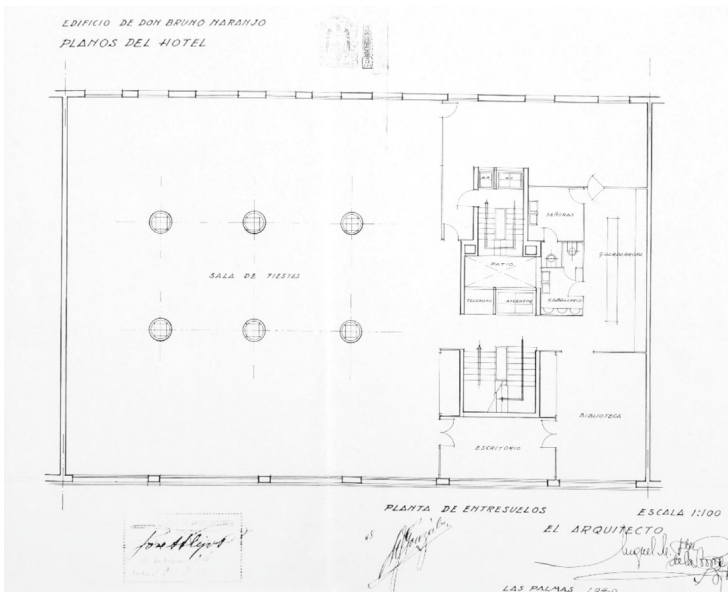 EDIFICIO DE DON BRUNO NARANJO
PLANOS DEL HOTEL
SEÑORAS
GUARDARROPA
SALA DE FIESTAS
PATIO
TELEFONO
ASCENSOR
CABALLEROS
BIBLIOTECA
ESCRITORIO
PLANTA DE ENTRESUELOS
ESCALA 1:100
EL ARQUITECTO
LAS PALMAS